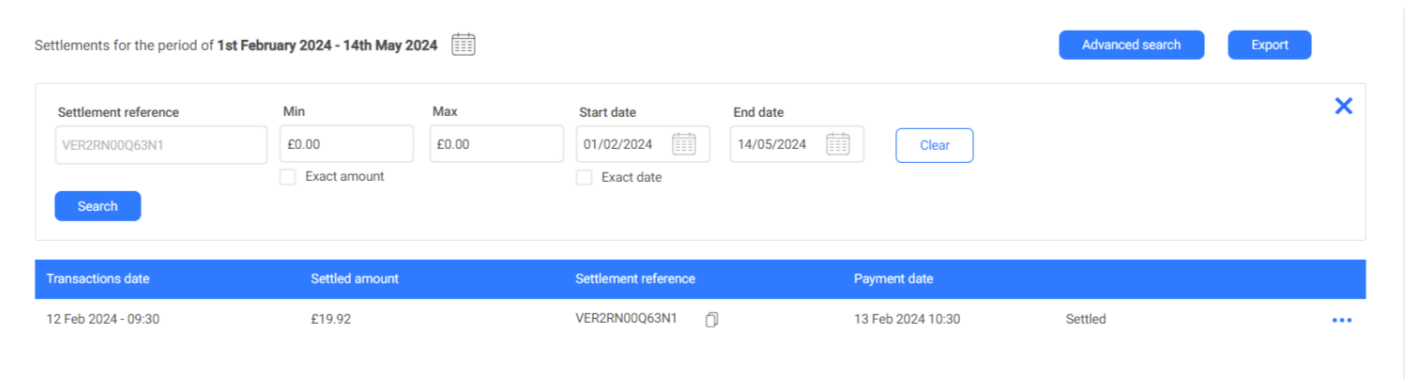 Settlements for the period of 1st February 2024 - 14th May 2024
Advanced search
Export
Settlement reference Min Max Start date End date
VER2RN00Q63N1 £0.00 £0.00 01/02/2024 14/05/2024 Clear
Exact amount Exact date
Search
Transactions date Settled amount Settlement reference Payment date
12 Feb 2024 - 09:30 £19.92 VER2RN00Q63N1 13 Feb 2024 10:30 Settled